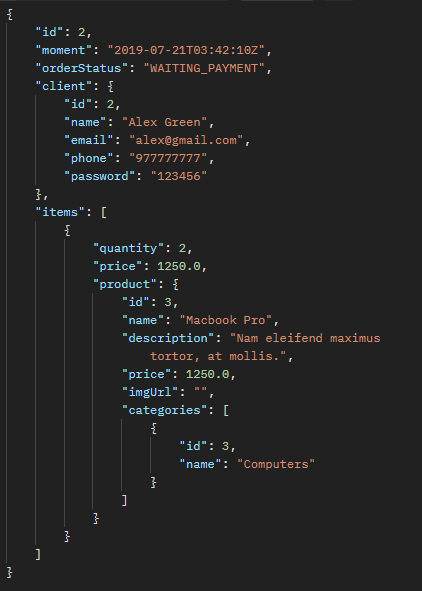 {
    "id": 2,
    "moment": "2019-07-21T03:42:10Z",
    "orderStatus": "WAITING_PAYMENT",
    "client": {
        "id": 2,
        "name": "Alex Green",
        "email": "alex@gmail.com",
        "phone": "977777777",
        "password": "123456"
    },
    "items": [
        {
            "quantity": 2,
            "price": 1250.0,
            "product": {
                "id": 3,
                "name": "Macbook Pro",
                "description": "Nam eleifend maximus
                    tortor, at mollis.",
                "price": 1250.0,
                "imgUrl": "",
                "categories": [
                    {
                        "id": 3,
                        "name": "Computers"
                    }
                ]
            }
        }
    ]
}